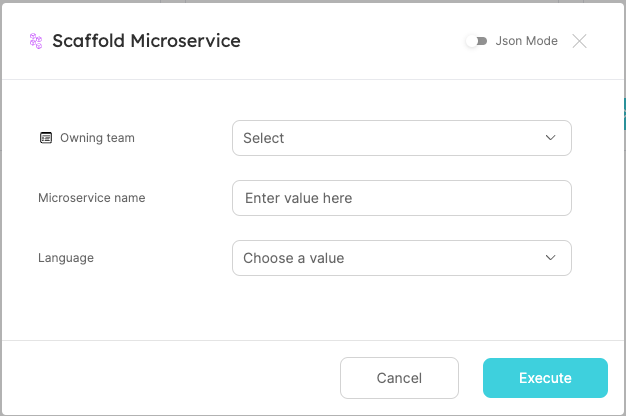 Scaffold Microservice
Json Mode
Owning team
Select
Microservice name
Enter value here
Language
Choose a value
Cancel
Execute